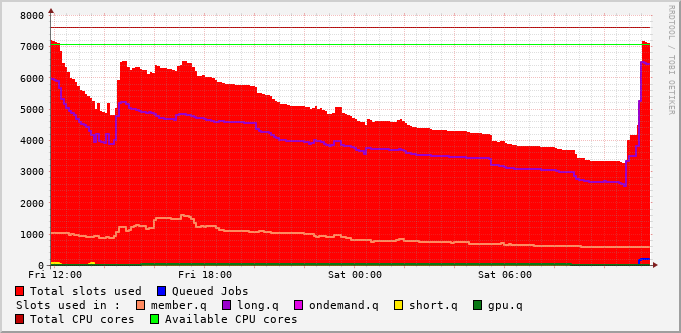 8000
7000
6000
5000
4000
3000
2000
1000
0
Fri 12:00 Fri 18:00 Sat 00:00 Sat 06:00
RRDTOOL / TOBI OETIKER
Total slots used Queued Jobs
Slots used in : member.q long.q ondemand.q short.q gpu.q
Total CPU cores Available CPU cores